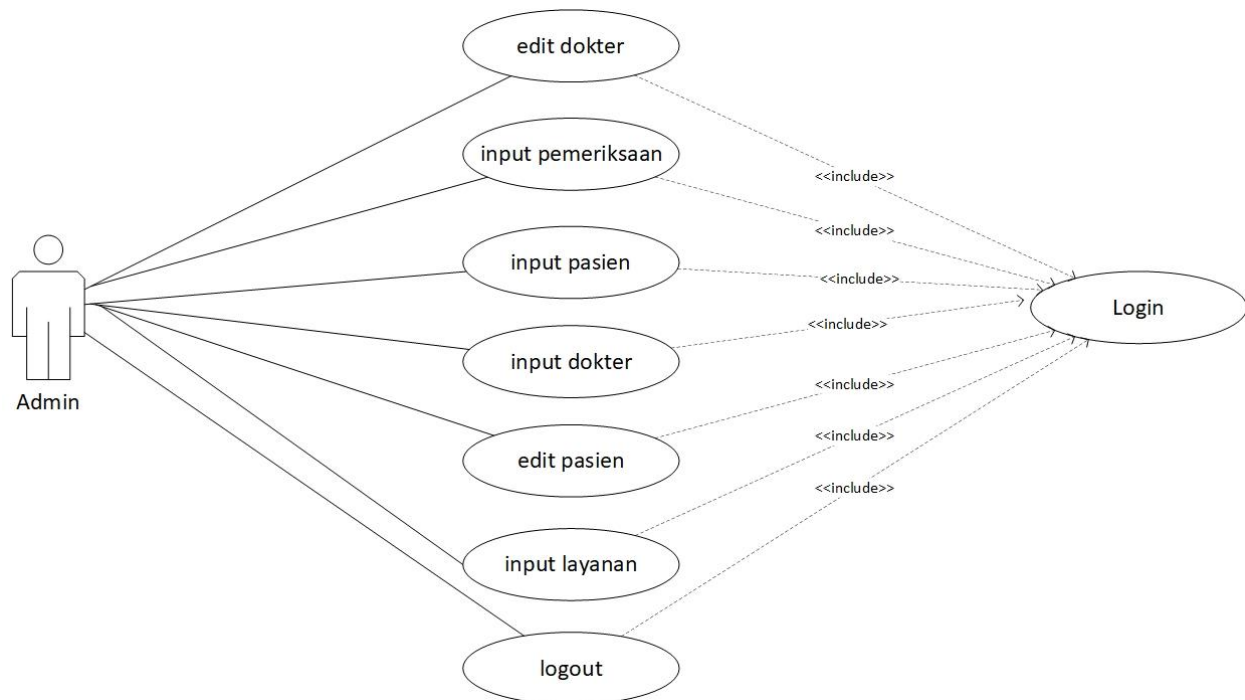 edit dokter
input pemeriksaan
<<include>>
<<include>>
input pasien
<<include>>
Login
input dokter
<<include>>
Admin
edit pasien
<<include>>
<<include>>
<<include>>
input layanan
logout